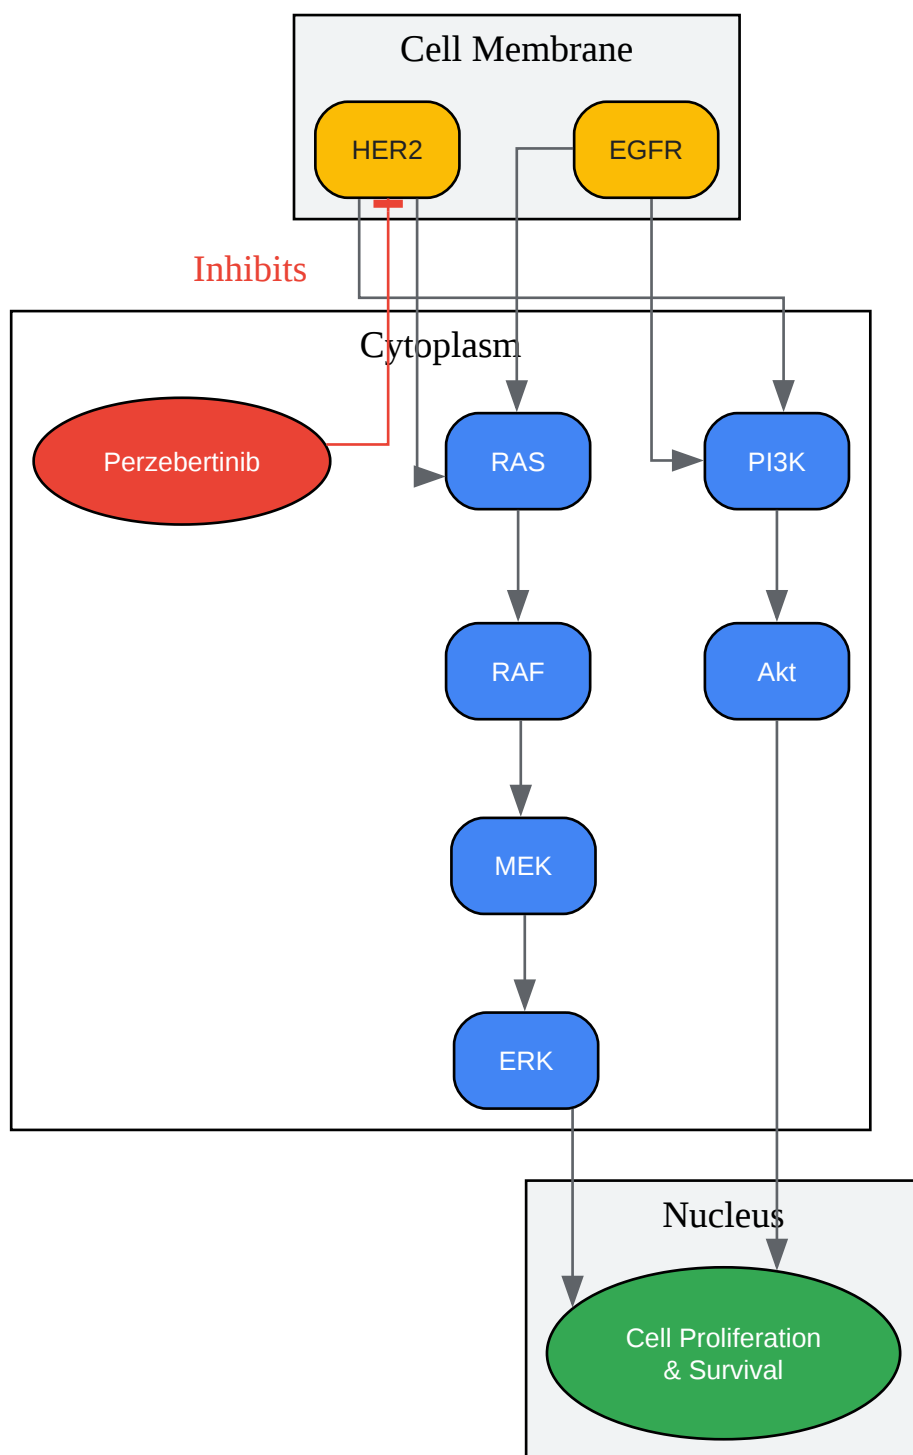 Cell Membrane
HER2
EGFR
Inhibits
Cytoplasm
Perzebertinib
RAS
PI3K
RAF
Akt
MEK
ERK
Nucleus
Cell Proliferation
& Survival